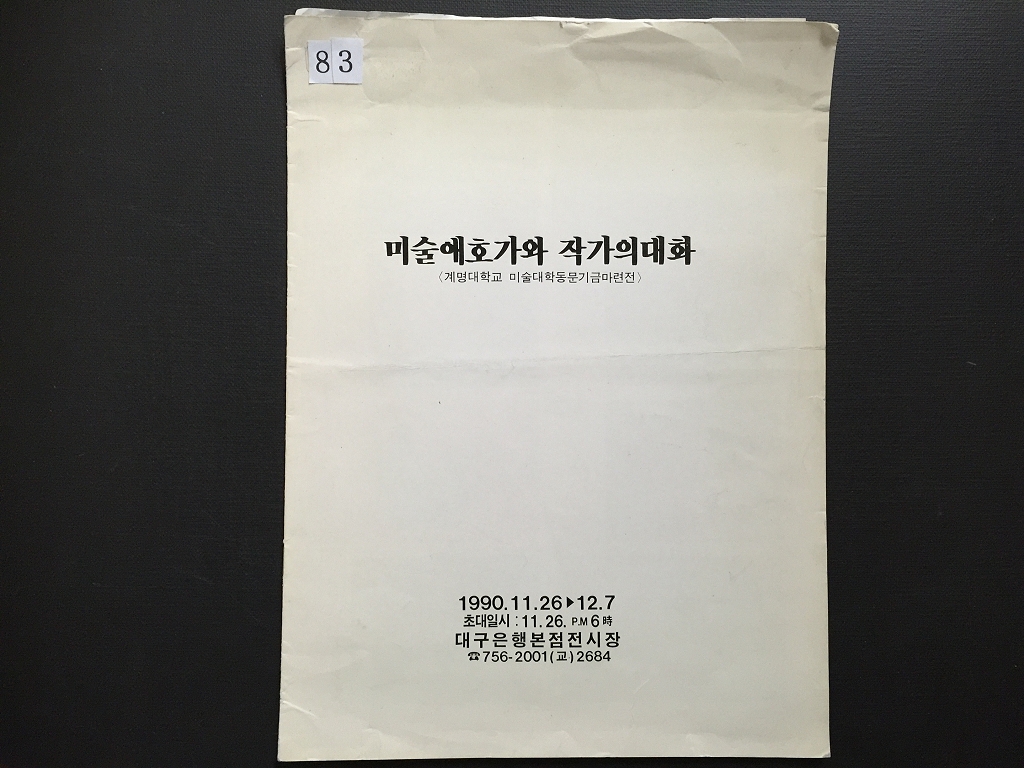 83
미술애호가와 작가의대화
〈계명대학교 미술대학동문기금마련전〉
1990.11.26▶12.7
초대일시 : 11.26. P.M 6 時
대구은행본점전시장
☎756-2001(교)2684